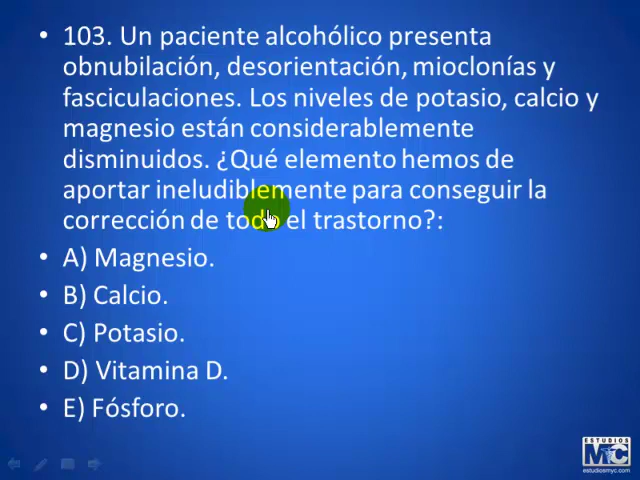 • 103. Un paciente alcohólico presenta
obnubilación, desorientación, mioclonías y
fasciculaciones. Los niveles de potasio, calcio y
magnesio están considerablemente
disminuidos. ¿Qué elemento hemos de
aportar ineludiblemente para conseguir la
corrección de todo el trastorno?:
• A) Magnesio.
• B) Calcio.
• C) Potasio.
• D) Vitamina D.
• E) Fósforo.
ESTUDIOS
MyC
estudiosmyc.com